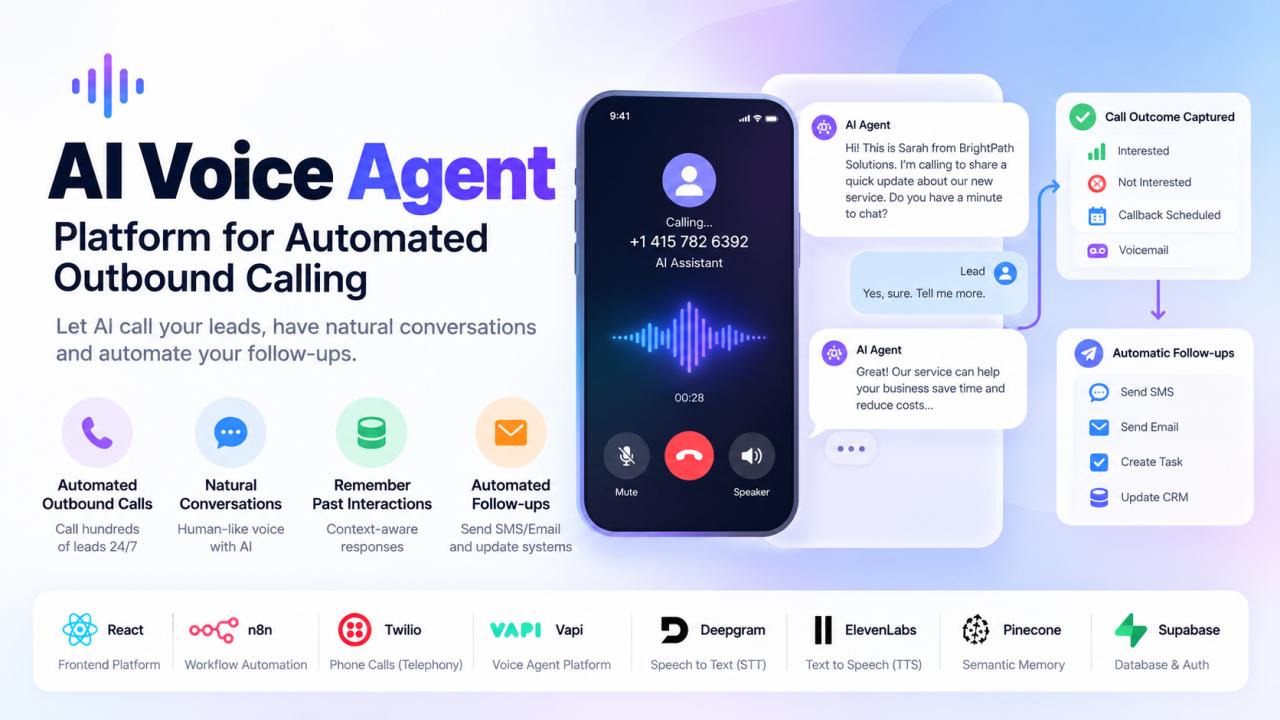 AI Voice Agent
Platform for Automated
Outbound Calling
Let AI call your leads, have natural conversations
and automate your follow-ups.
Automated
Outbound Calls
Call hundreds
of leads 24/7
Natural
Conversations
Human-like voice
with AI
Remember
Past Interactions
Context-aware
responses
Automated
Follow-ups
Send SMS/Email
and update systems
9:41
Calling...
+1 415 782 6392
AI Assistant
00:28
Mute
Speaker
AI Agent
Hi! This is Sarah from BrightPath
Solutions. I'm calling to share a
quick update about our new
service. Do you have a minute
to chat?
Lead
Yes, sure. Tell me more.
AI Agent
Great! Our service can help
your business save time and
reduce costs...
Call Outcome Captured
Interested
Not Interested
Callback Scheduled
Voicemail
Automatic Follow-ups
Send SMS
Send Email
Create Task
Update CRM
React
Frontend Platform
n8n
Workflow Automation
Twilio
Phone Calls (Telephony)
VAPI Vapi
Voice Agent Platform
Deepgram
Speech to Text (STT)
ElevenLabs
Text to Speech (TTS)
Pinecone
Semantic Memory
Supabase
Database & Auth